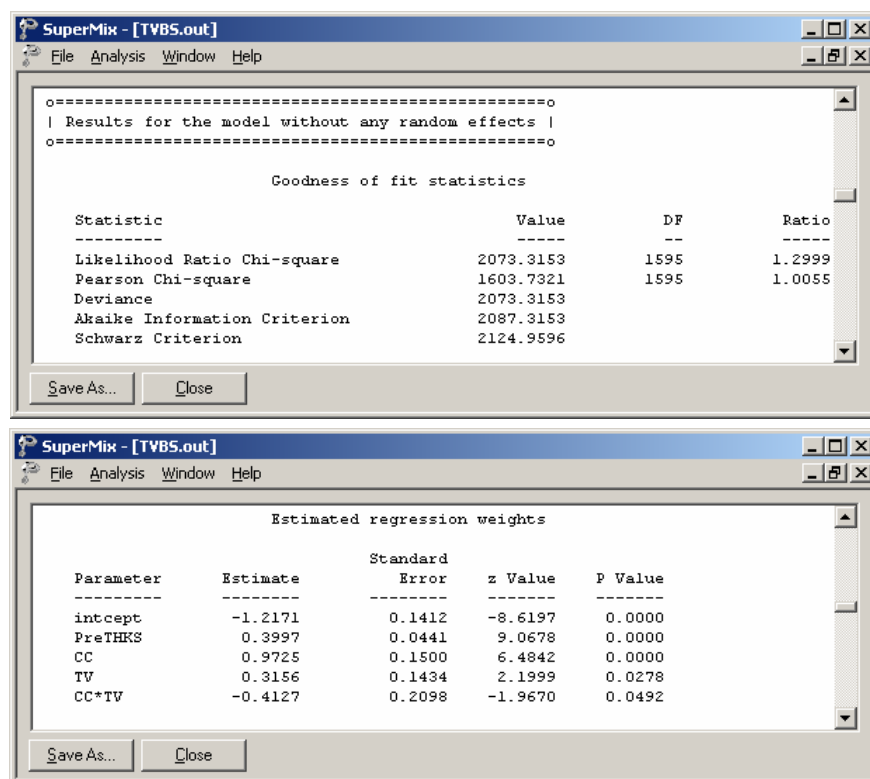 SuperMix - [TVBS.out]
File Analysis Window Help
o==================================================o
| Results for the model without any random effects |
o==================================================o
Goodness of fit statistics
Statistic Value DF Ratio
--------- ----- -- -----
Likelihood Ratio Chi-square 2073.3153 1595 1.2999
Pearson Chi-square 1603.7321 1595 1.0055
Deviance 2073.3153
Akaike Information Criterion 2087.3153
Schwarz Criterion 2124.9596
Save As... Close
SuperMix - [TVBS.out]
File Analysis Window Help
Estimated regression weights
Standard
Parameter Estimate Error z Value P Value
--------- -------- -------- ------- -------
intcept -1.2171 0.1412 -8.6197 0.0000
PreTHKS 0.3997 0.0441 9.0678 0.0000
CC 0.9725 0.1500 6.4842 0.0000
TV 0.3156 0.1434 2.1999 0.0278
CC*TV -0.4127 0.2098 -1.9670 0.0492
Save As... Close